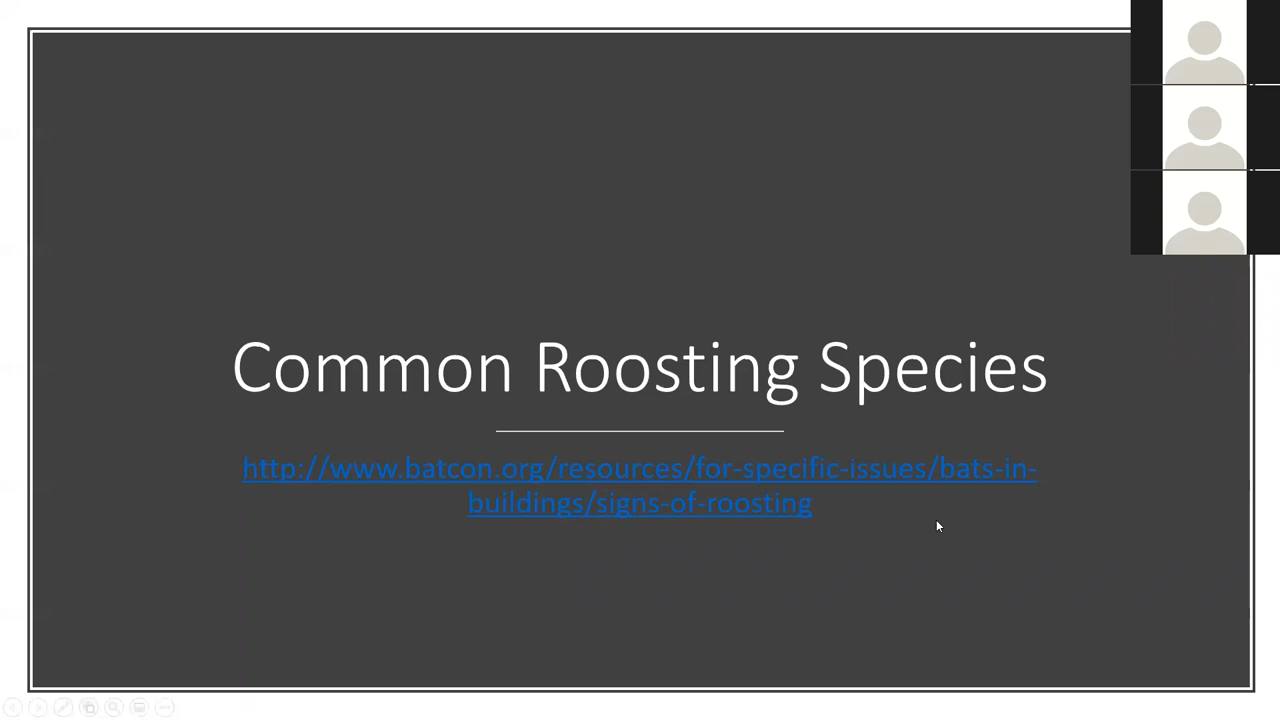 Common Roosting Species
http://www.batcon.org/resources/for-specific-issues/bats-in-
buildings/signs-of-roosting